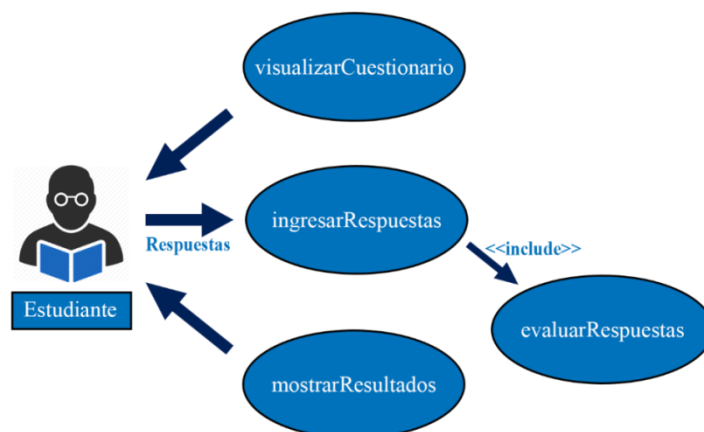 visualizarCuestionario
ingresarRespuestas
Respuestas
<<include>>
Estudiante
evaluarRespuestas
mostrarResultados